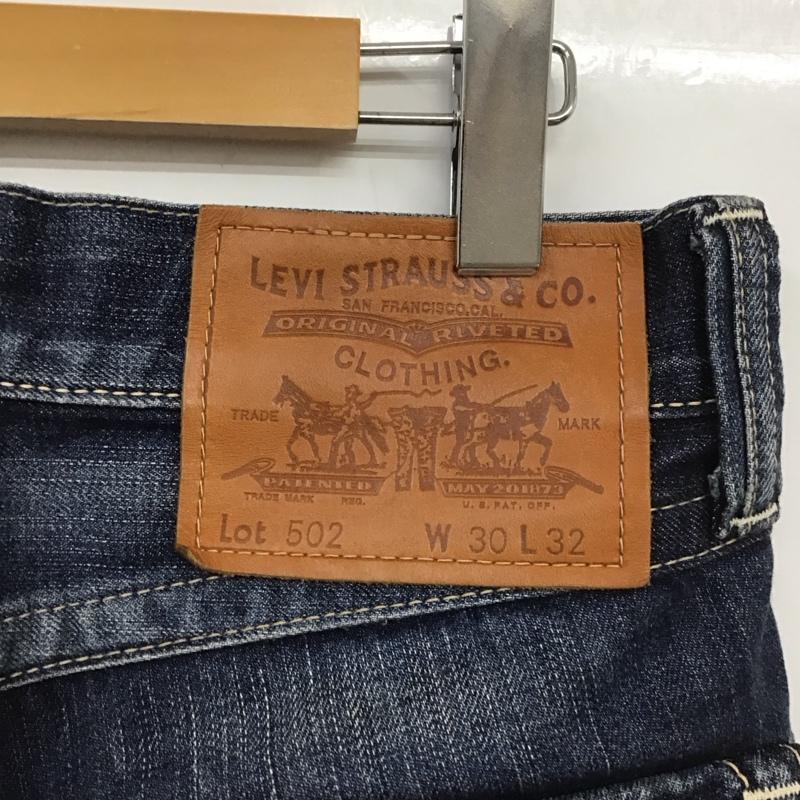 LEVI STRAUSS & CO.
SAN FRANCISCO, CAL.
ORIGINAL RIVETED
CLOTHING.
TRADE MARK
PATENTED MAY 20 1873
TRADE MARK REG. U.S. PAT. OFF.
Lot 502 W 30 L 32